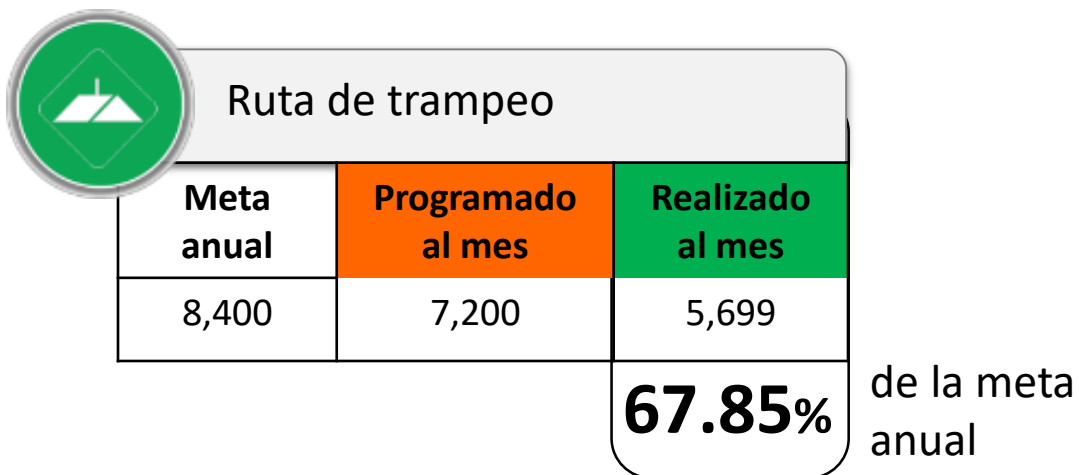 Ruta de trampeo
Meta anual
Programado al mes
Realizado al mes
8,400
7,200
5,699
67.85%
de la meta
anual